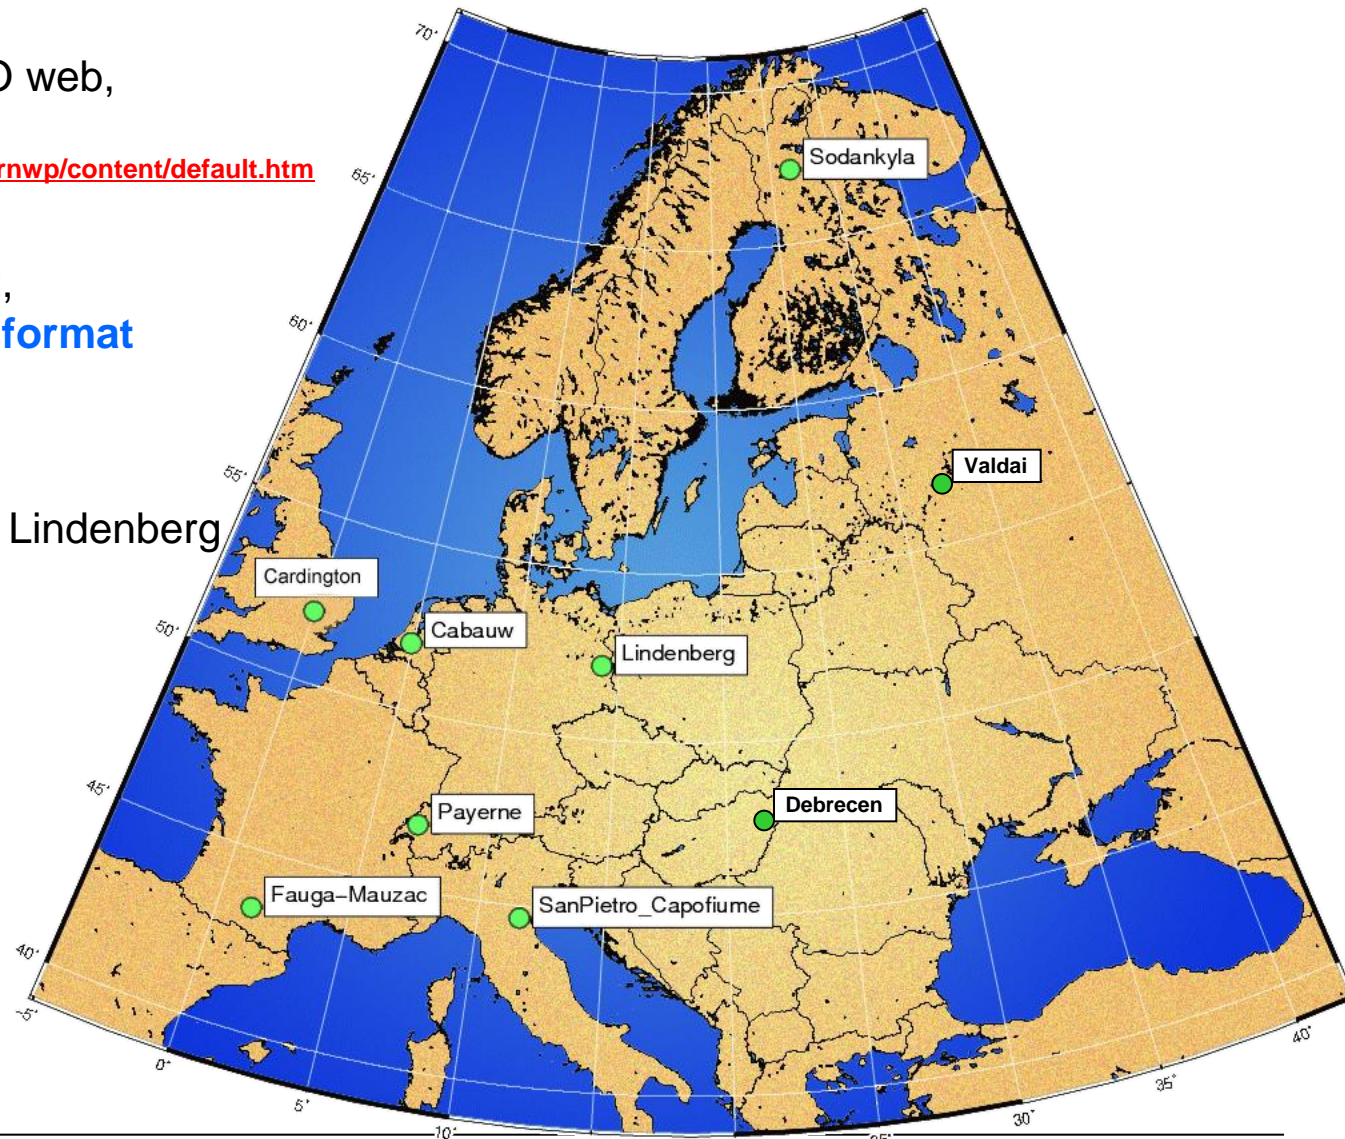 D web,
rnwp/content/default.htm
,
format
Lindenberg
70°
65°
60°
55°
50°
45°
40°
-5°
0°
5°
10°
25°
30°
35°
40°
Sodankyla
Valdai
Cardington
Cabauw
Lindenberg
Payerne
Debrecen
Fauga-Mauzac
SanPietro_Capofiume